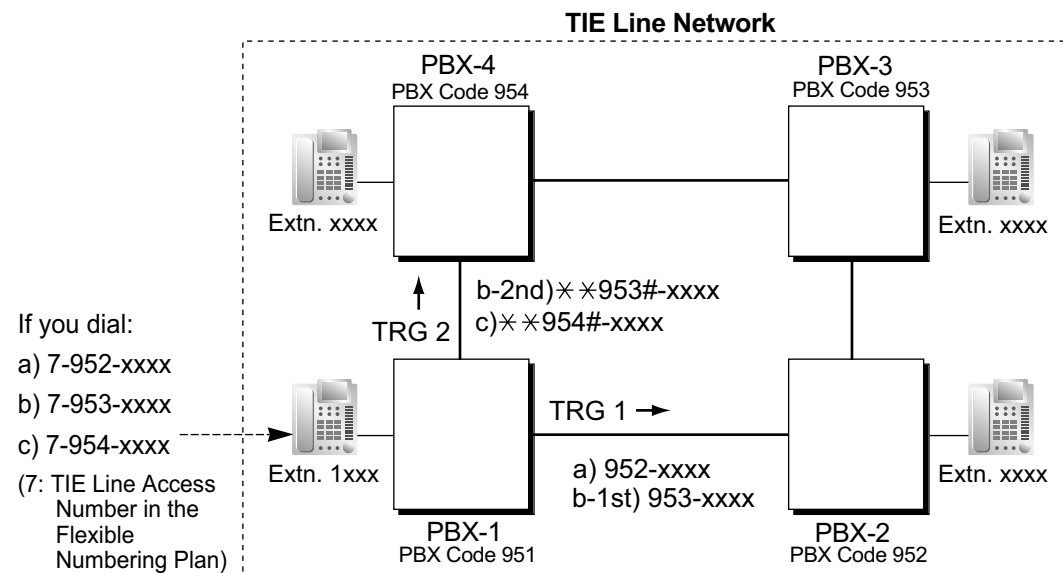 TIE Line Network
PBX-4
PBX Code 954
PBX-3
PBX Code 953
Extn. xxxx
Extn. xxxx
b-2nd)✳✳953#-xxxx
c)✳✳954#-xxxx
TRG 2
If you dial:
a) 7-952-xxxx
b) 7-953-xxxx
c) 7-954-xxxx
(7: TIE Line Access
Number in the
Flexible
Numbering Plan)
Extn. 1xxx
TRG 1
a) 952-xxxx
b-1st) 953-xxxx
Extn. xxxx
PBX-1
PBX Code 951
PBX-2
PBX Code 952